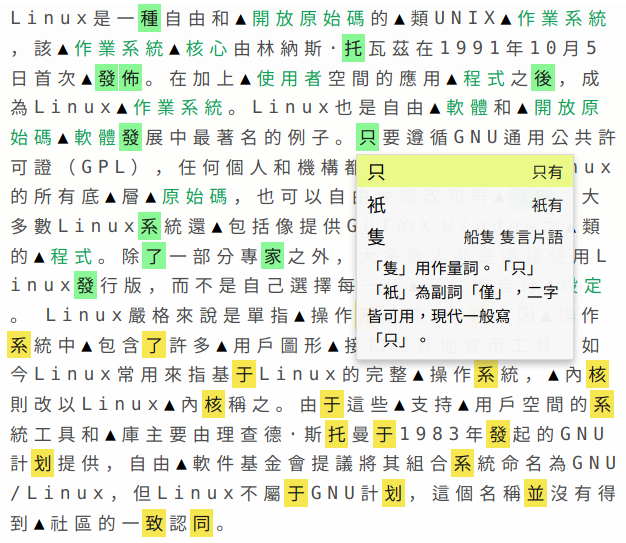 Linux是一種自由和▲開放原始碼的▲類UNIX▲作業系統
，該▲作業系統▲核心由林納斯·托瓦茲在1991年10月5
日首次▲發佈。在加上▲使用者空間的應用▲程式之後，成
為Linux▲作業系統。Linux也是自由▲軟體和▲開放原
始碼▲軟體發展中最著名的例子。只要遵循GNU通用公共許
可證（GPL），任何個人和機構都
nux
的所有底▲層▲原始碼，也可以自由
大
多數Linux系統還▲包括像提供GUI的X Win
類
的▲程式。除了一部分專家之外，
使用L
inux發行版，而不是自己選擇每一
設定
。 Linux嚴格來說是單指▲操作
操作
系統中▲包含了許多▲用戶圖形▲接
如
今Linux常用來指基于Linux的完整▲操作系統，▲內核
則改以Linux▲內核稱之。由于這些▲支持▲用戶空間的系
統工具和▲庫主要由理查德·斯托曼于1983年發起的GNU
計划提供，自由▲軟件基金會提議將其組合系統命名為GNU
/Linux，但Linux不屬于GNU計划，這個名稱並沒有得
到▲社區的一致認同。
只 只有
衹 衹有
隻 船隻 隻言片語
「隻」用作量詞。「只」
「衹」為副詞「僅」，二字
皆可用，現代一般寫
「只」。